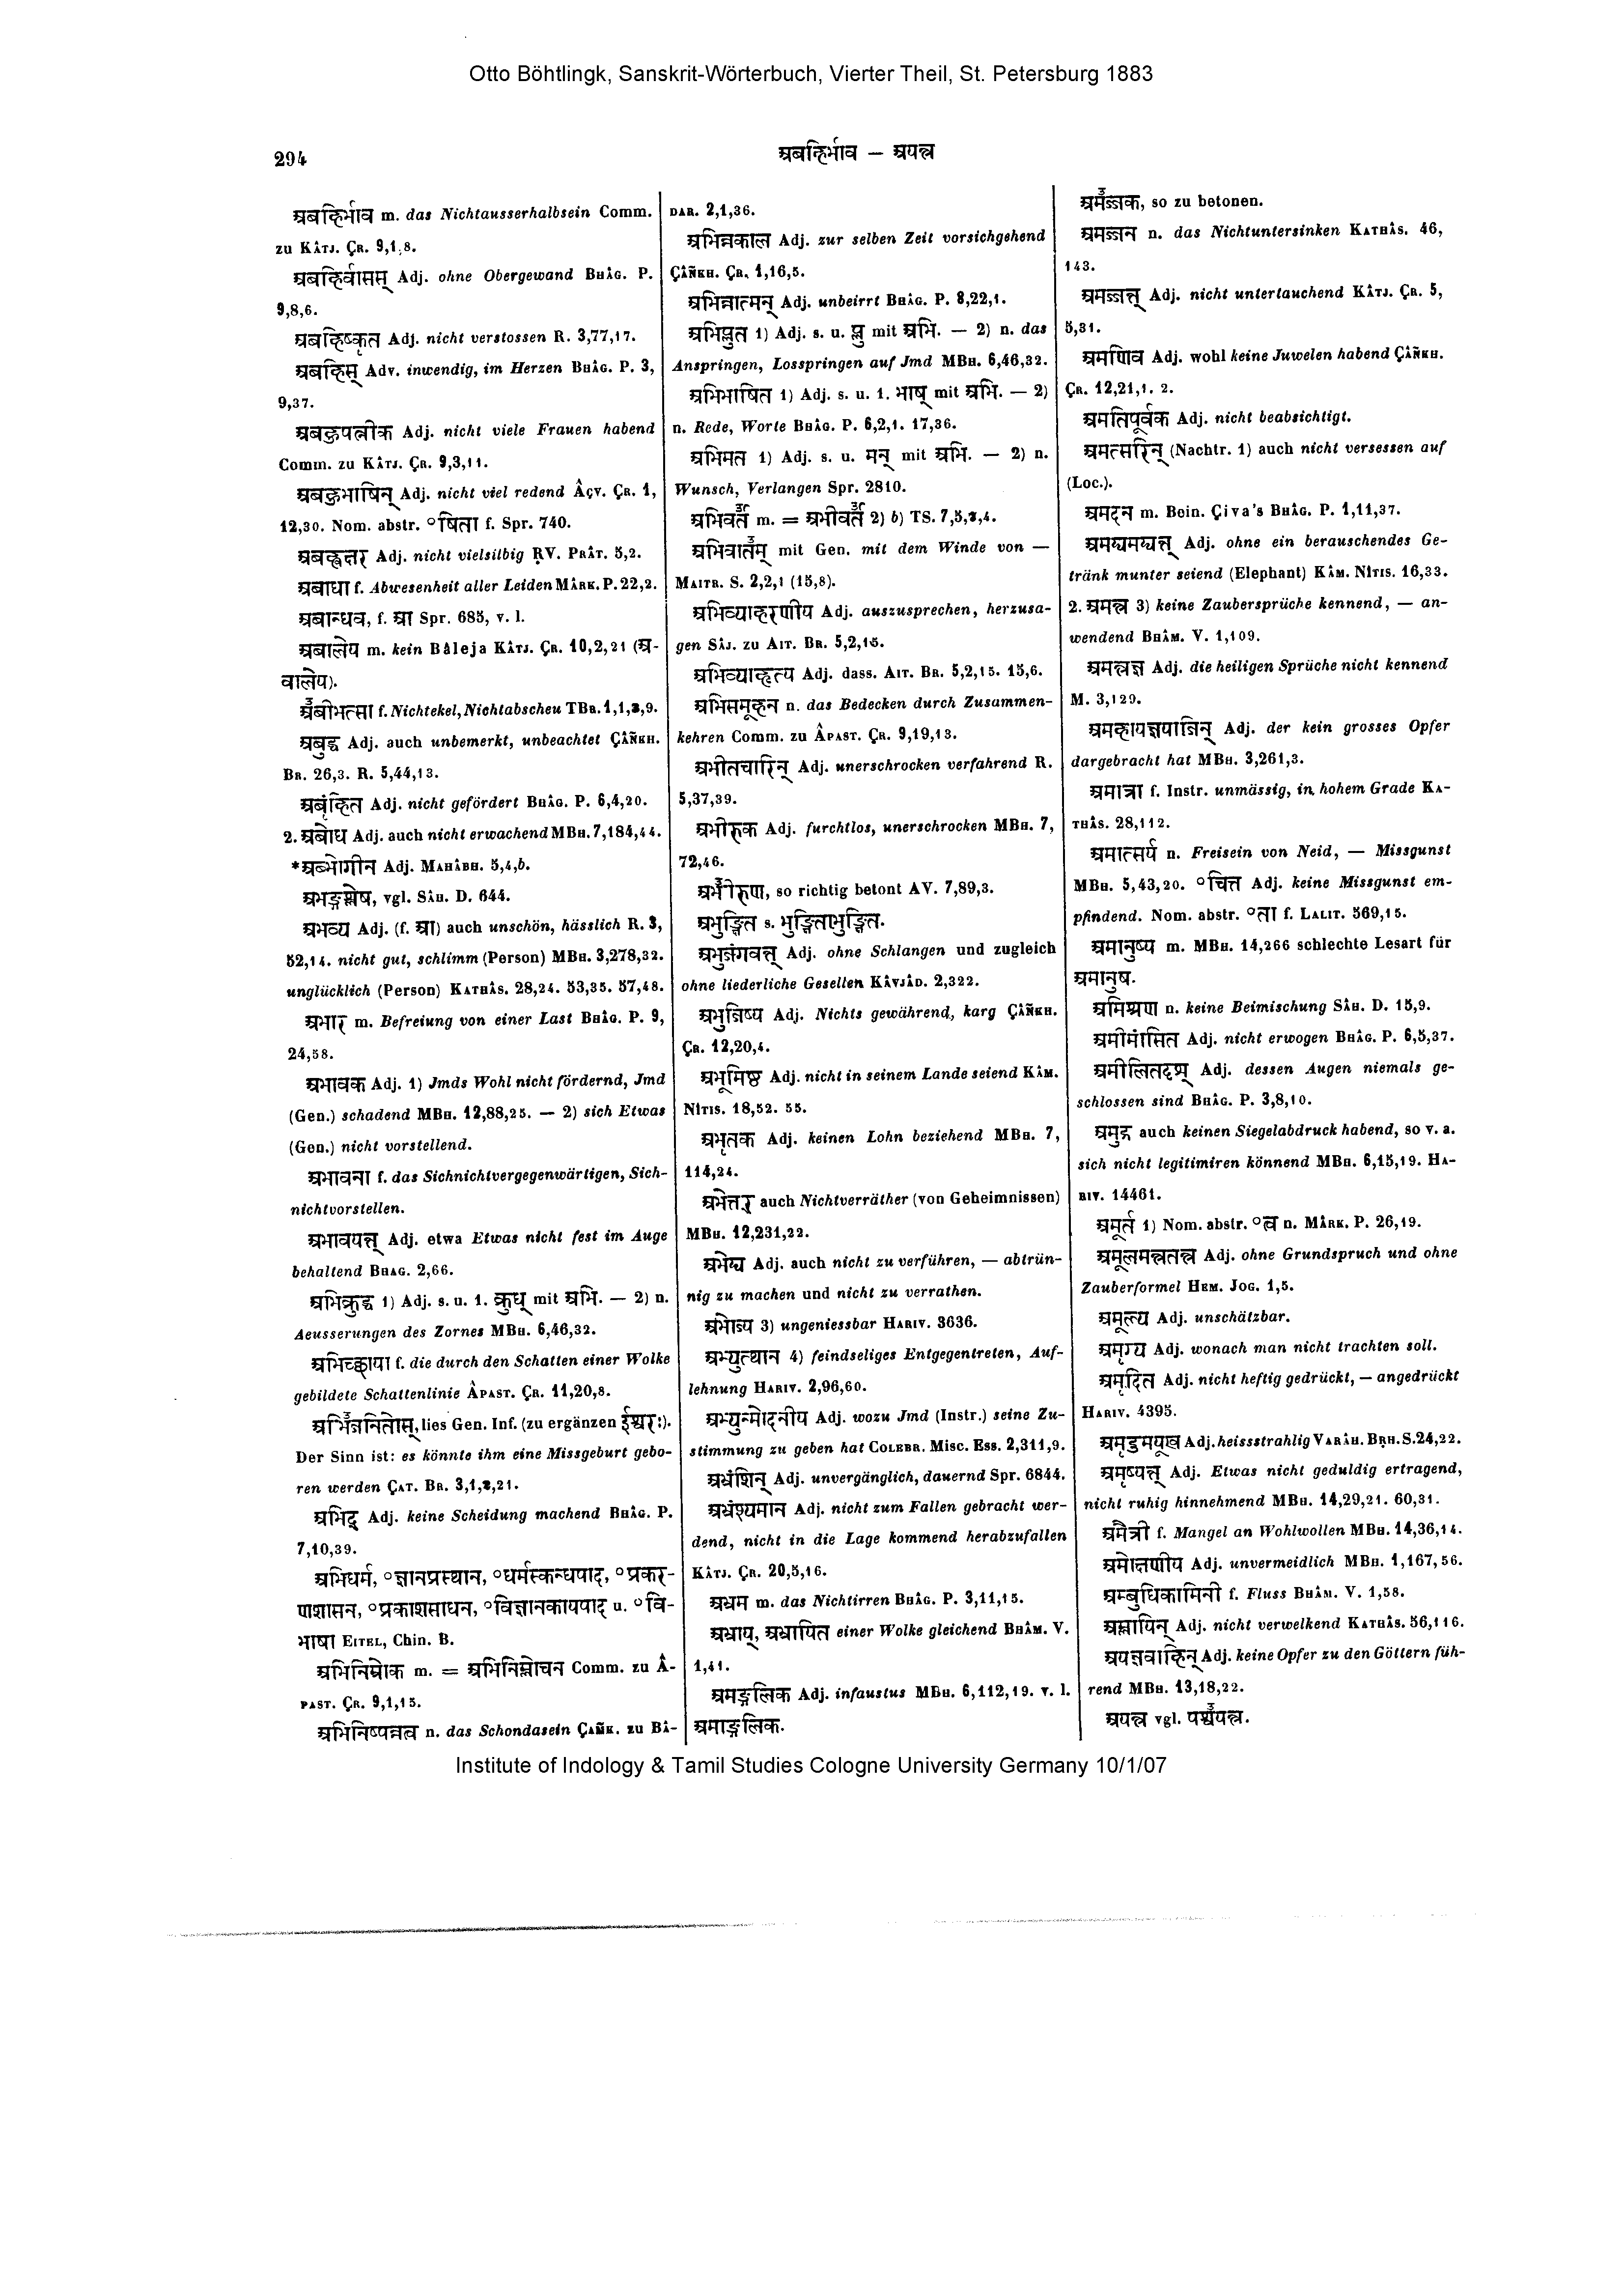 Otto Böhtlingk, Sanskrit-Wörterbuch, Vierter Theil, St. Petersburg 1883
294
अबहिर्भाव — अयत्न
अबहिर्भाव m. das Nichtausserhalbsein Comm.
zu Kâtj. Çr. 9,1,8.
अबहिर्वासस् Adj. ohne Obergewand Bhâg. P.
9,8,6.
अबहिष्कृत Adj. nicht verstossen R. 3,77,17.
अबहिस् Adv. inwendig, im Herzen Bhâg. P. 3,
9,37.
अबहुपत्नीक Adj. nicht viele Frauen habend
Comm. zu Kâtj. Çr. 9,3,11.
अबहुभाषिन् Adj. nicht viel redend Âçv. Çr. 1,
12,30. Nom. abstr. °षिता f. Spr. 740.
अबह्वक्षर Adj. nicht vielsilbig ṚV. Prât. 5,2.
अबाधा f. Abwesenheit aller Leiden Mârk. P. 22,2.
अबान्धव, f. आ Spr. 685, v. l.
अबालेय m. kein Bâleja Kâtj. Çr. 10,2,21 (अ-
वालेय).
अबीभत्सा f. Nichtekel, Nichtabscheu TBr. 1,1,3,9.
अबुद्ध Adj. auch unbemerkt, unbeachtet Çâñkh.
Br. 26,3. R. 5,44,13.
अबृंहित Adj. nicht gefördert Bhâg. P. 6,4,20.
2. अबोध Adj. auch nicht erwachend MBh. 7,184,44.
*अब्भोगीन Adj. Mahâbh. 5,4,b.
अभङ्गश्लेष, vgl. Sâh. D. 644.
अभव्य Adj. (f. आ) auch unschön, hässlich R. 3,
52,14. nicht gut, schlimm (Person) MBh. 3,278,32.
unglücklich (Person) Kathâs. 28,24. 53,35. 57,48.
अभार m. Befreiung von einer Last Bhâg. P. 9,
24,58.
अभावक Adj. 1) Jmds Wohl nicht fördernd, Jmd
(Gen.) schadend MBh. 12,88,25. — 2) sich Etwas
(Gen.) nicht vorstellend.
अभावना f. das Sichnichtvergegenwärtigen, Sich-
nichtvorstellen.
अभावयत् Adj. etwa Etwas nicht fest im Auge
behaltend Bhag. 2,66.
अभिक्रुद्ध 1) Adj. s. u. 1. क्रुध् mit अभि. — 2) n.
Aeusserungen des Zornes MBh. 6,46,32.
अभिच्छाया f. die durch den Schatten einer Wolke
gebildete Schattenlinie Âpast. Çr. 11,20,8.
अभिजनितोस्, lies Gen. Inf. (zu ergänzen ईश्वरः).
Der Sinn ist: es könnte ihm eine Missgeburt gebo-
ren werden Çat. Br. 3,1,2,21.
अभिद् Adj. keine Scheidung machend Bhâg. P.
7,10,39.
अभिधर्म, °ज्ञानप्रस्थान, °धर्मस्कन्धपाद, °प्रकर-
णशासन, °प्रकाशसाधन, °विज्ञानकायपाद u. °वि-
भाषा Eitel, Chin. B.
अभिनिम्रोक m. = अभिनिम्लोचन Comm. zu Â-
past. Çr. 9,1,15.
अभिनिष्पन्नत्व n. das Schondasein Çañk. zu Bâ-
dar. 2,1,36.
अभिन्नकाल Adj. zur selben Zeit vorsichgehend
Çâñkh. Çr. 1,16,5.
अभिन्नात्मन् Adj. unbeirrt Bhâg. P. 8,22,1.
अभिप्लुत 1) Adj. s. u. प्लु mit अभि. — 2) n. das
Anspringen, Losspringen auf Jmd MBh. 6,46,32.
अभिभाषित 1) Adj. s. u. 1. भाष् mit अभि. — 2)
n. Rede, Worte Bhâg. P. 6,2,1. 17,36.
अभिमत 1) Adj. s. u. मन् mit अभि. — 2) n.
Wunsch, Verlangen Spr. 2810.
अभिवर्त m. = अभीवर्त 2) b) TS. 7,5,1,4.
अभिवातम् mit Gen. mit dem Winde von —
Maitr. S. 2,2,1 (15,8).
अभिव्याहरणीय Adj. auszusprechen, herzusa-
gen Sâj. zu Ait. Br. 5,2,15.
अभिव्याहृत्य Adj. dass. Ait. Br. 5,2,15. 15,6.
अभिसमूहन n. das Bedecken durch Zusammen-
kehren Comm. zu Âpast. Çr. 9,19,13.
अभीतचारिन् Adj. unerschrocken verfahrend R.
5,37,39.
अभीरुक Adj. furchtlos, unerschrocken MBh. 7,
72,46.
अभीरुण, so richtig betont AV. 7,89,3.
अभुग्नित s. भुग्निताभुग्नित.
अभुजंगवत् Adj. ohne Schlangen und zugleich
ohne liederliche Gesellen Kâvjâd. 2,322.
अभुञ्जिष्य Adj. Nichts gewährend, karg Çâñkh.
Çr. 12,20,4.
अभूमिष्ठ Adj. nicht in seinem Lande seiend Kâm.
Nîtis. 18,52. 55.
अभृतक Adj. keinen Lohn beziehend MBh. 7,
114,24.
अभेत्तर् auch Nichtverräther (von Geheimnissen)
MBh. 12,231,22.
अभेद्य Adj. auch nicht zu verführen, — abtrün-
nig zu machen und nicht zu verrathen.
अभोज्य 3) ungeniessbar Hariv. 3636.
अभ्युत्थान 4) feindseliges Entgegentreten, Auf-
lehnung Hariv. 2,96,60.
अभ्युन्मोदनीय Adj. wozu Jmd (Instr.) seine Zu-
stimmung zu geben hat Colebr. Misc. Ess. 2,311,9.
अभ्रंशिन् Adj. unvergänglich, dauernd Spr. 6844.
अभ्रंश्यमान Adj. nicht zum Fallen gebracht wer-
dend, nicht in die Lage kommend herabzufallen
Kâtj. Çr. 20,5,16.
अभ्रम m. das Nichtirren Bhâg. P. 3,11,15.
अभ्राय्, अभ्रायित einer Wolke gleichend Bhâm. V.
1,41.
अमङ्गलिक Adj. infaustus MBh. 6,112,19. v. l.
अमाङ्गलिक.
अमज्जक, so zu betonen.
अमज्जन n. das Nichtuntersinken Kathâs. 46,
143.
अमज्जत् Adj. nicht untertauchend Kâtj. Çr. 5,
5,31.
अमणिव Adj. wohl keine Juwelen habend Çâñkh.
Çr. 12,21,1. 2.
अमतिपूर्वक Adj. nicht beabsichtigt.
अमत्सरिन् (Nachtr. 1) auch nicht versessen auf
(Loc.).
अमदन m. Bein. Çiva's Bhâg. P. 1,11,37.
अमद्यमद्यत् Adj. ohne ein berauschendes Ge-
tränk munter seiend (Elephant) Kâm. Nîtis. 16,33.
2. अमन्त्र 3) keine Zaubersprüche kennend, — an-
wendend Bhâm. V. 1,109.
अमन्त्रज्ञ Adj. die heiligen Sprüche nicht kennend
M. 3,129.
अमहायज्ञयाजिन् Adj. der kein grosses Opfer
dargebracht hat MBh. 3,261,3.
अमात्रा f. Instr. unmässig, in hohem Grade Ka-
thâs. 28,112.
अमात्सर्य n. Freisein von Neid, — Missgunst
MBh. 5,43,20. °चित्त Adj. keine Missgunst em-
pfindend. Nom. abstr. °ता f. Lalit. 569,15.
अमानुष्य m. MBh. 14,266 schlechte Lesart für
अमानुष.
अमिश्रण n. keine Beimischung Sâh. D. 15,9.
अमीमांसित Adj. nicht erwogen Bhâg. P. 6,5,37.
अमीलितदृश् Adj. dessen Augen niemals ge-
schlossen sind Bhâg. P. 3,8,10.
अमुद्र auch keinen Siegelabdruck habend, so v. a.
sich nicht legitimiren könnend MBh. 6,15,19. Ha-
riv. 14461.
अमूर्त 1) Nom. abstr. °त्व n. Mârk. P. 26,19.
अमूलमन्त्रतन्त्र Adj. ohne Grundspruch und ohne
Zauberformel Hem. Jog. 1,5.
अमूल्य Adj. unschätzbar.
अमृग्य Adj. wonach man nicht trachten soll.
अमृदित Adj. nicht heftig gedrückt, — angedrückt
Hariv. 4395.
अमृदुमयूख Adj. heissstrahlig Varâh. Bṛh. S. 24,22.
अमृष्यत् Adj. Etwas nicht geduldig ertragend,
nicht ruhig hinnehmend MBh. 14,29,21. 60,31.
अमैत्री f. Mangel an Wohlwollen MBh. 14,36,14.
अमोक्षणीय Adj. unvermeidlich MBh. 1,167,56.
अम्बुधिकामिनी f. Fluss Bhâm. V. 1,58.
अम्लायिन् Adj. nicht verwelkend Kathâs. 56,116.
अयज्ञवाहिन् Adj. keine Opfer zu den Göttern füh-
rend MBh. 13,18,22.
अयत्न vgl. पर्ययत्न.
Institute of Indology & Tamil Studies Cologne University Germany 10/1/07